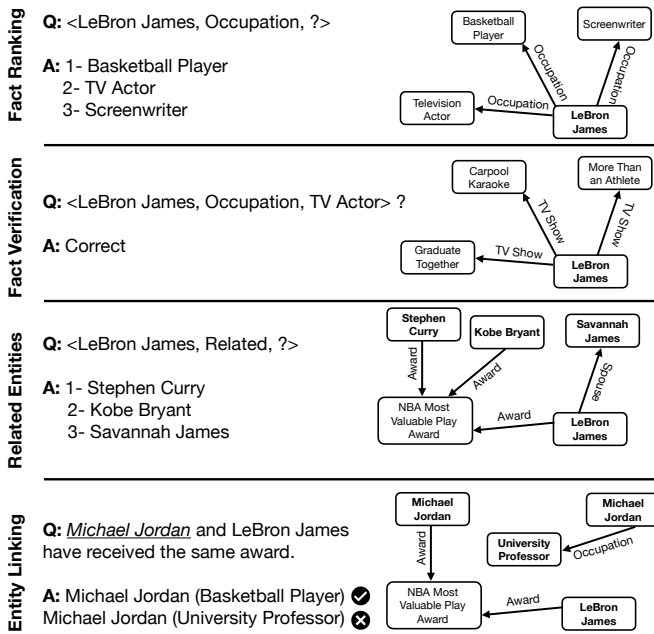 Fact Ranking
Q: <LeBron James, Occupation, ?>
A: 1- Basketball Player
2- TV Actor
3- Screenwriter
Basketball
Player
Screenwriter
Television
Actor
Occupation
Occupation
Occupation
LeBron
James
Fact Verification
Q: <LeBron James, Occupation, TV Actor> ?
A: Correct
Carpool
Karaoke
More Than
an Athlete
Graduate
Together
TV Show
TV Show
TV Show
LeBron
James
Related Entities
Q: <LeBron James, Related, ?>
A: 1- Stephen Curry
2- Kobe Bryant
3- Savannah James
Stephen
Curry
Kobe Bryant
Savannah
James
Award
Award
Spouse
NBA Most
Valuable Play
Award
Award
LeBron
James
Entity Linking
Q: Michael Jordan and LeBron James
have received the same award.
A: Michael Jordan (Basketball Player)
Michael Jordan (University Professor)
Michael
Jordan
Michael
Jordan
University
Professor
Award
Occupation
NBA Most
Valuable Play
Award
Award
LeBron
James